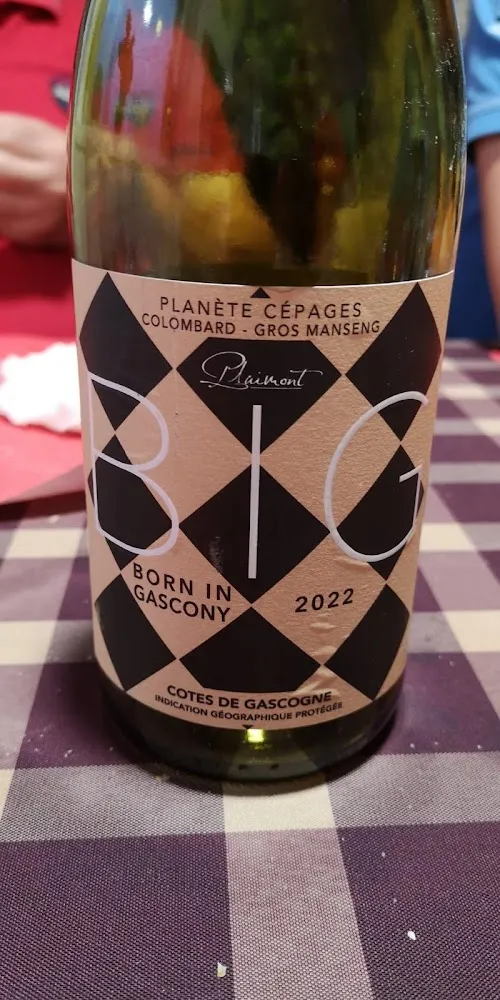 PLANÈTE CÉPAGES
COLOMBARD - GROS MANSENG
Plaimont
BIG
BORN IN
GASCONY
2022
COTES DE GASCOGNE
INDICATION GÉOGRAPHIQUE PROTÉGÉE